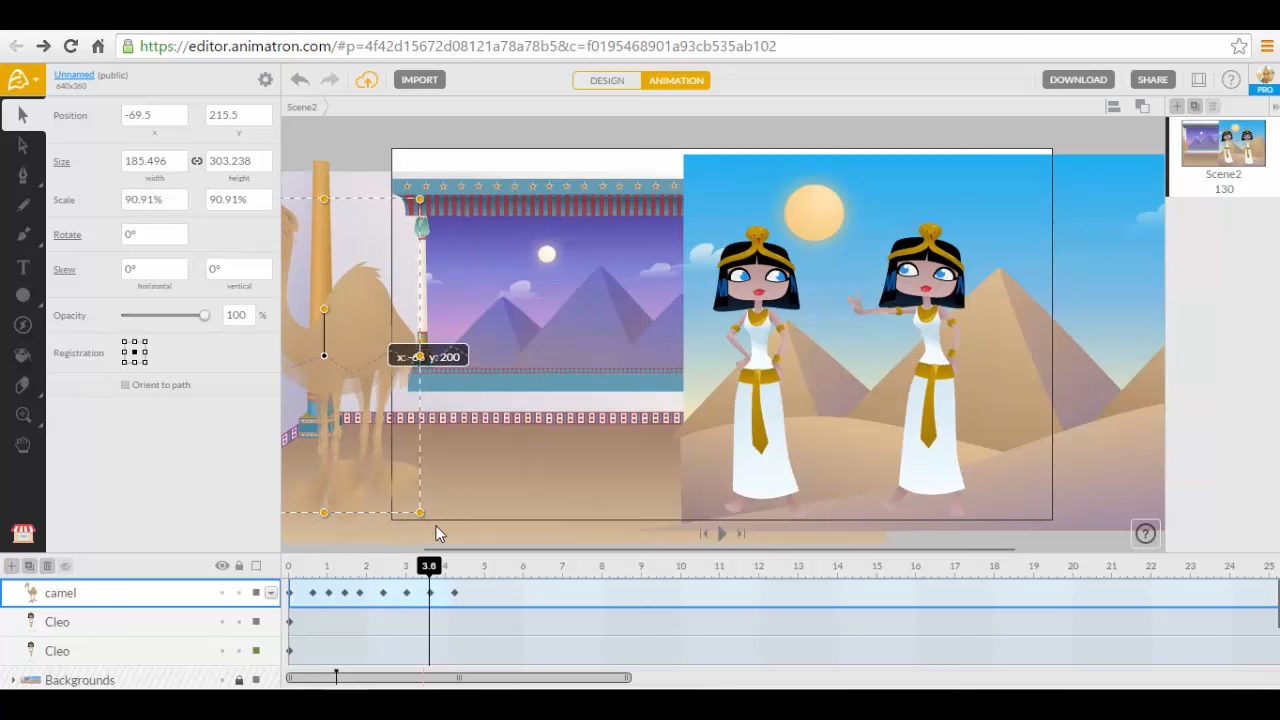 https://editor.animatron.com/#p=4f42d15672d08121a78a78b5&c=f0195468901a93cb535ab102
Unnamed (public)
640x360
IMPORT
DESIGN
ANIMATION
DOWNLOAD
SHARE
?
PRO
Position
-69.5
215.5
x
y
Scene2
Size
185.496
303.238
width
height
Scene2
130
Scale
90.91%
90.91%
Rotate
0°
Skew
0°
0°
horizontal
vertical
Opacity
100
%
Registration
y: 200
Orient to path
T
?
3.6
0
1
2
3
5
6
7
8
9
10
11
12
13
14
15
16
17
18
19
20
21
22
23
24
25
camel
Cleo
Cleo
Backgrounds